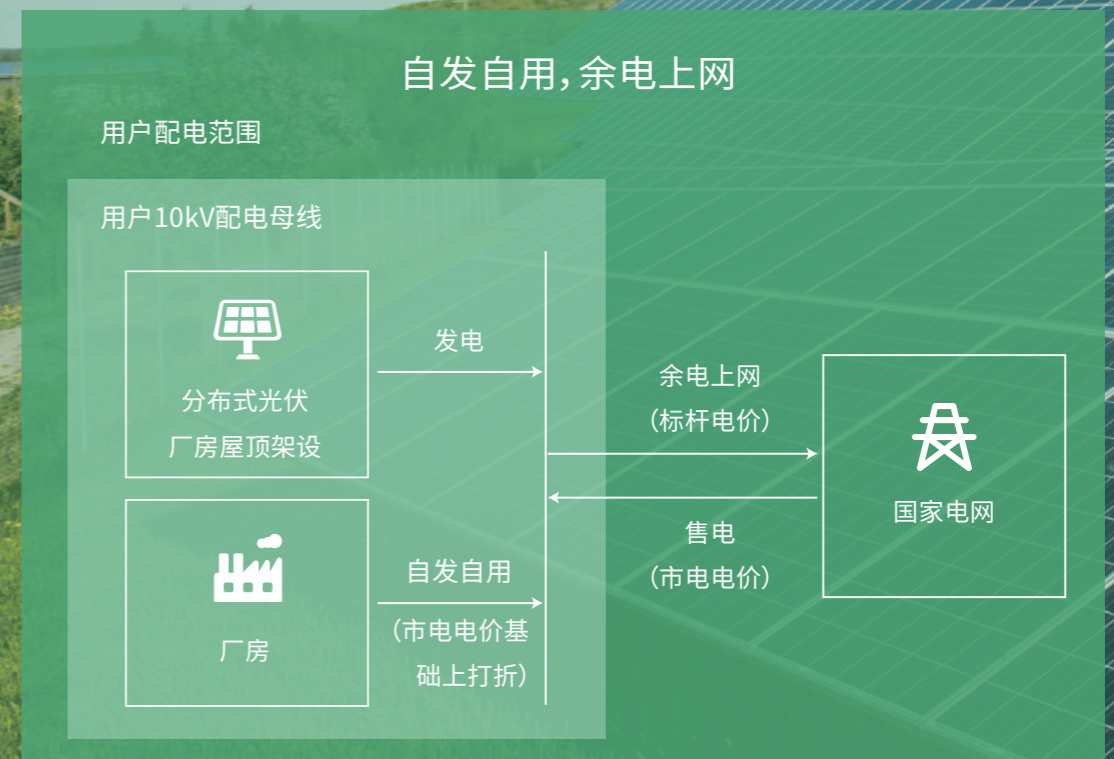 自发自用，余电上网
用户配电范围
用户10kV配电母线
发电
分布式光伏
厂房屋顶架设
余电上网
（标杆电价）
国家电网
售电
（市电电价）
自发自用
（市电电价基
础上打折）
厂房